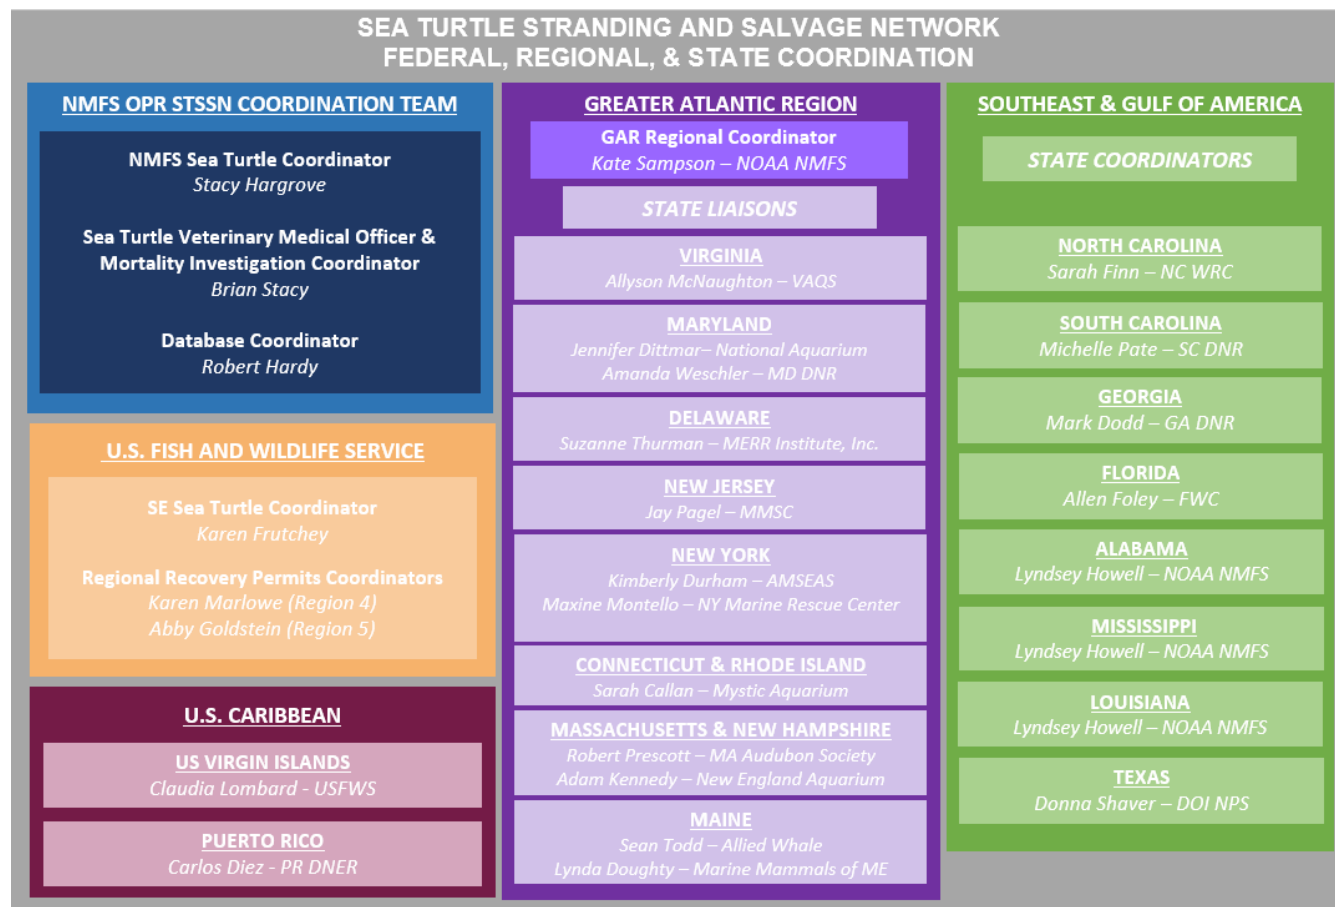 SEA TURTLE STRANDING AND SALVAGE NETWORK
FEDERAL, REGIONAL, & STATE COORDINATION
NMFS OPR STSSN COORDINATION TEAM
NMFS Sea Turtle Coordinator
Stacy Hargrove
Sea Turtle Veterinary Medical Officer &
Mortality Investigation Coordinator
Brian Stacy
Database Coordinator
Robert Hardy
U.S. FISH AND WILDLIFE SERVICE
SE Sea Turtle Coordinator
Karen Frutchey
Regional Recovery Permits Coordinators
Karen Marlowe (Region 4)
Abby Goldstein (Region 5)
U.S. CARIBBEAN
US VIRGIN ISLANDS
Claudia Lombard - USFWS
PUERTO RICO
Carlos Diez - PR DNER
GREATER ATLANTIC REGION
GAR Regional Coordinator
Kate Sampson – NOAA NMFS
STATE LIAISONS
VIRGINIA
Allyson McNaughton – VAQS
MARYLAND
Jennifer Dittmar– National Aquarium
Amanda Weschler – MD DNR
DELAWARE
Suzanne Thurman – MERR Institute, Inc.
NEW JERSEY
Jay Pagel – MMSC
NEW YORK
Kimberly Durham – AMSEAS
Maxine Montello – NY Marine Rescue Center
CONNECTICUT & RHODE ISLAND
Sarah Callan – Mystic Aquarium
MASSACHUSETTS & NEW HAMPSHIRE
Robert Prescott – MA Audubon Society
Adam Kennedy – New England Aquarium
MAINE
Sean Todd – Allied Whale
Lynda Doughty – Marine Mammals of ME
SOUTHEAST & GULF OF AMERICA
STATE COORDINATORS
NORTH CAROLINA
Sarah Finn – NC WRC
SOUTH CAROLINA
Michelle Pate – SC DNR
GEORGIA
Mark Dodd – GA DNR
FLORIDA
Allen Foley – FWC
ALABAMA
Lyndsey Howell – NOAA NMFS
MISSISSIPPI
Lyndsey Howell – NOAA NMFS
LOUISIANA
Lyndsey Howell – NOAA NMFS
TEXAS
Donna Shaver – DOI NPS